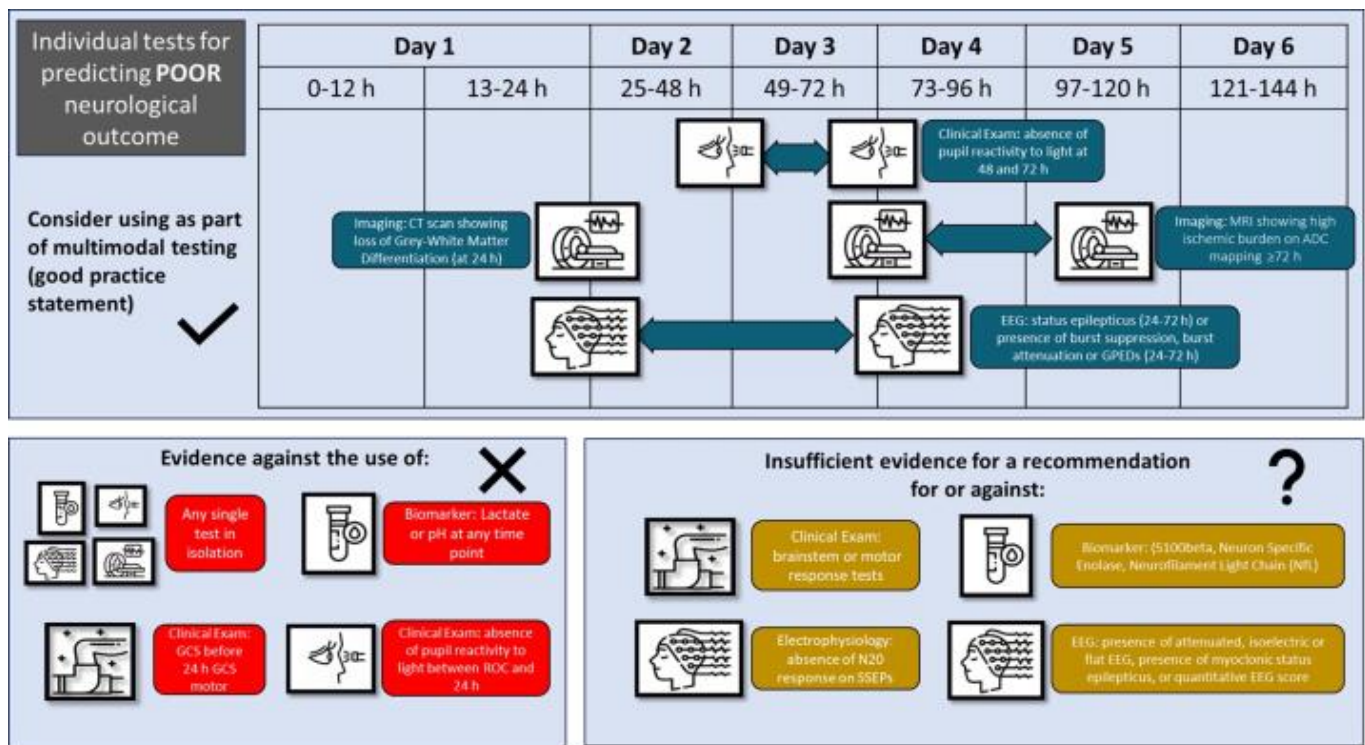 Individual tests for
predicting POOR
neurological
outcome
Day 1
Day 2
Day 3
Day 4
Day 5
Day 6
0-12 h
13-24 h
25-48 h
49-72 h
73-96 h
97-120 h
121-144 h
Clinical Exam: absence of
pupil reactivity to light at
48 and 72 h
Consider using as part
of multimodal testing
(good practice
statement)
Imaging: CT scan showing
loss of Grey-White Matter
Differentiation (at 24 h)
Imaging: MRI showing high
ischemic burden on ADC
mapping ≥72 h
EEG: status epilepticus (24-72 h) or
presence of burst suppression, burst
attenuation or GPEDs (24-72 h)
Evidence against the use of:
Any single
test in
isolation
Biomarker: Lactate
or pH at any time
point
Clinical Exam:
GCS before
24 h GCS
motor
Clinical Exam: absence
of pupil reactivity to
light between ROC and
24 h
Insufficient evidence for a recommendation
for or against:
?
Clinical Exam:
brainstem or motor
response tests
Biomarker: (S100beta, Neuron Specific
Enolase, Neurofilament Light Chain (NfL)
Electrophysiology:
absence of N20
response on SSEPs
EEG: presence of attenuated, isoelectric or
flat EEG, presence of myoclonic status
epilepticus, or quantitative EEG score